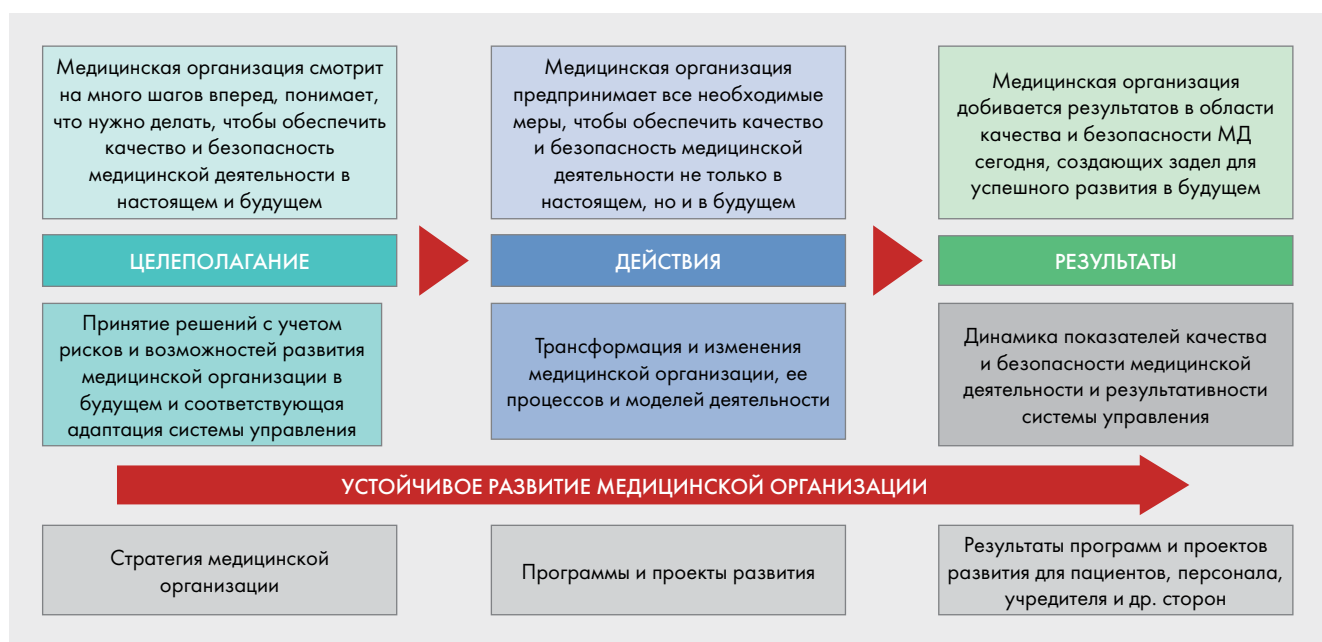 Медицинская организация смотрит
на много шагов вперед, понимает,
что нужно делать, чтобы обеспечить
качество и безопасность
медицинской деятельности в
настоящем и будущем
Медицинская организация
предпринимает все необходимые
меры, чтобы обеспечить качество
и безопасность медицинской
деятельности не только в
настоящем, но и в будущем
Медицинская организация
добивается результатов в области
качества и безопасности МД
сегодня, создающих задел для
успешного развития в будущем
ЦЕЛЕПОЛАГАНИЕ
ДЕЙСТВИЯ
РЕЗУЛЬТАТЫ
Принятие решений с учетом
рисков и возможностей развития
медицинской организации в
будущем и соответствующая
адаптация системы управления
Трансформация и изменения
медицинской организации, ее
процессов и моделей деятельности
Динамика показателей качества
и безопасности медицинской
деятельности и результативности
системы управления
УСТОЙЧИВОЕ РАЗВИТИЕ МЕДИЦИНСКОЙ ОРГАНИЗАЦИИ
Стратегия медицинской
организации
Программы и проекты развития
Результаты программ и проектов
развития для пациентов, персонала,
учредителя и др. сторон